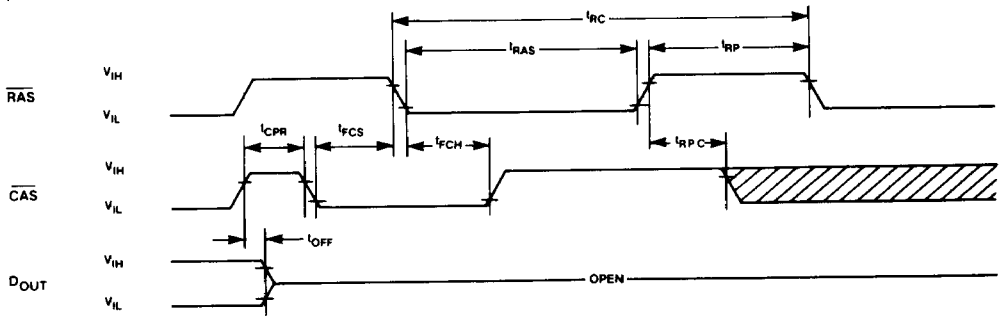 tRC
tRAS
tRP
RAS
VIH
VIL
tCPR
tFCS
tFCH
tRPC
CAS
VIH
VIL
tOFF
DOUT
VIH
VIL
OPEN